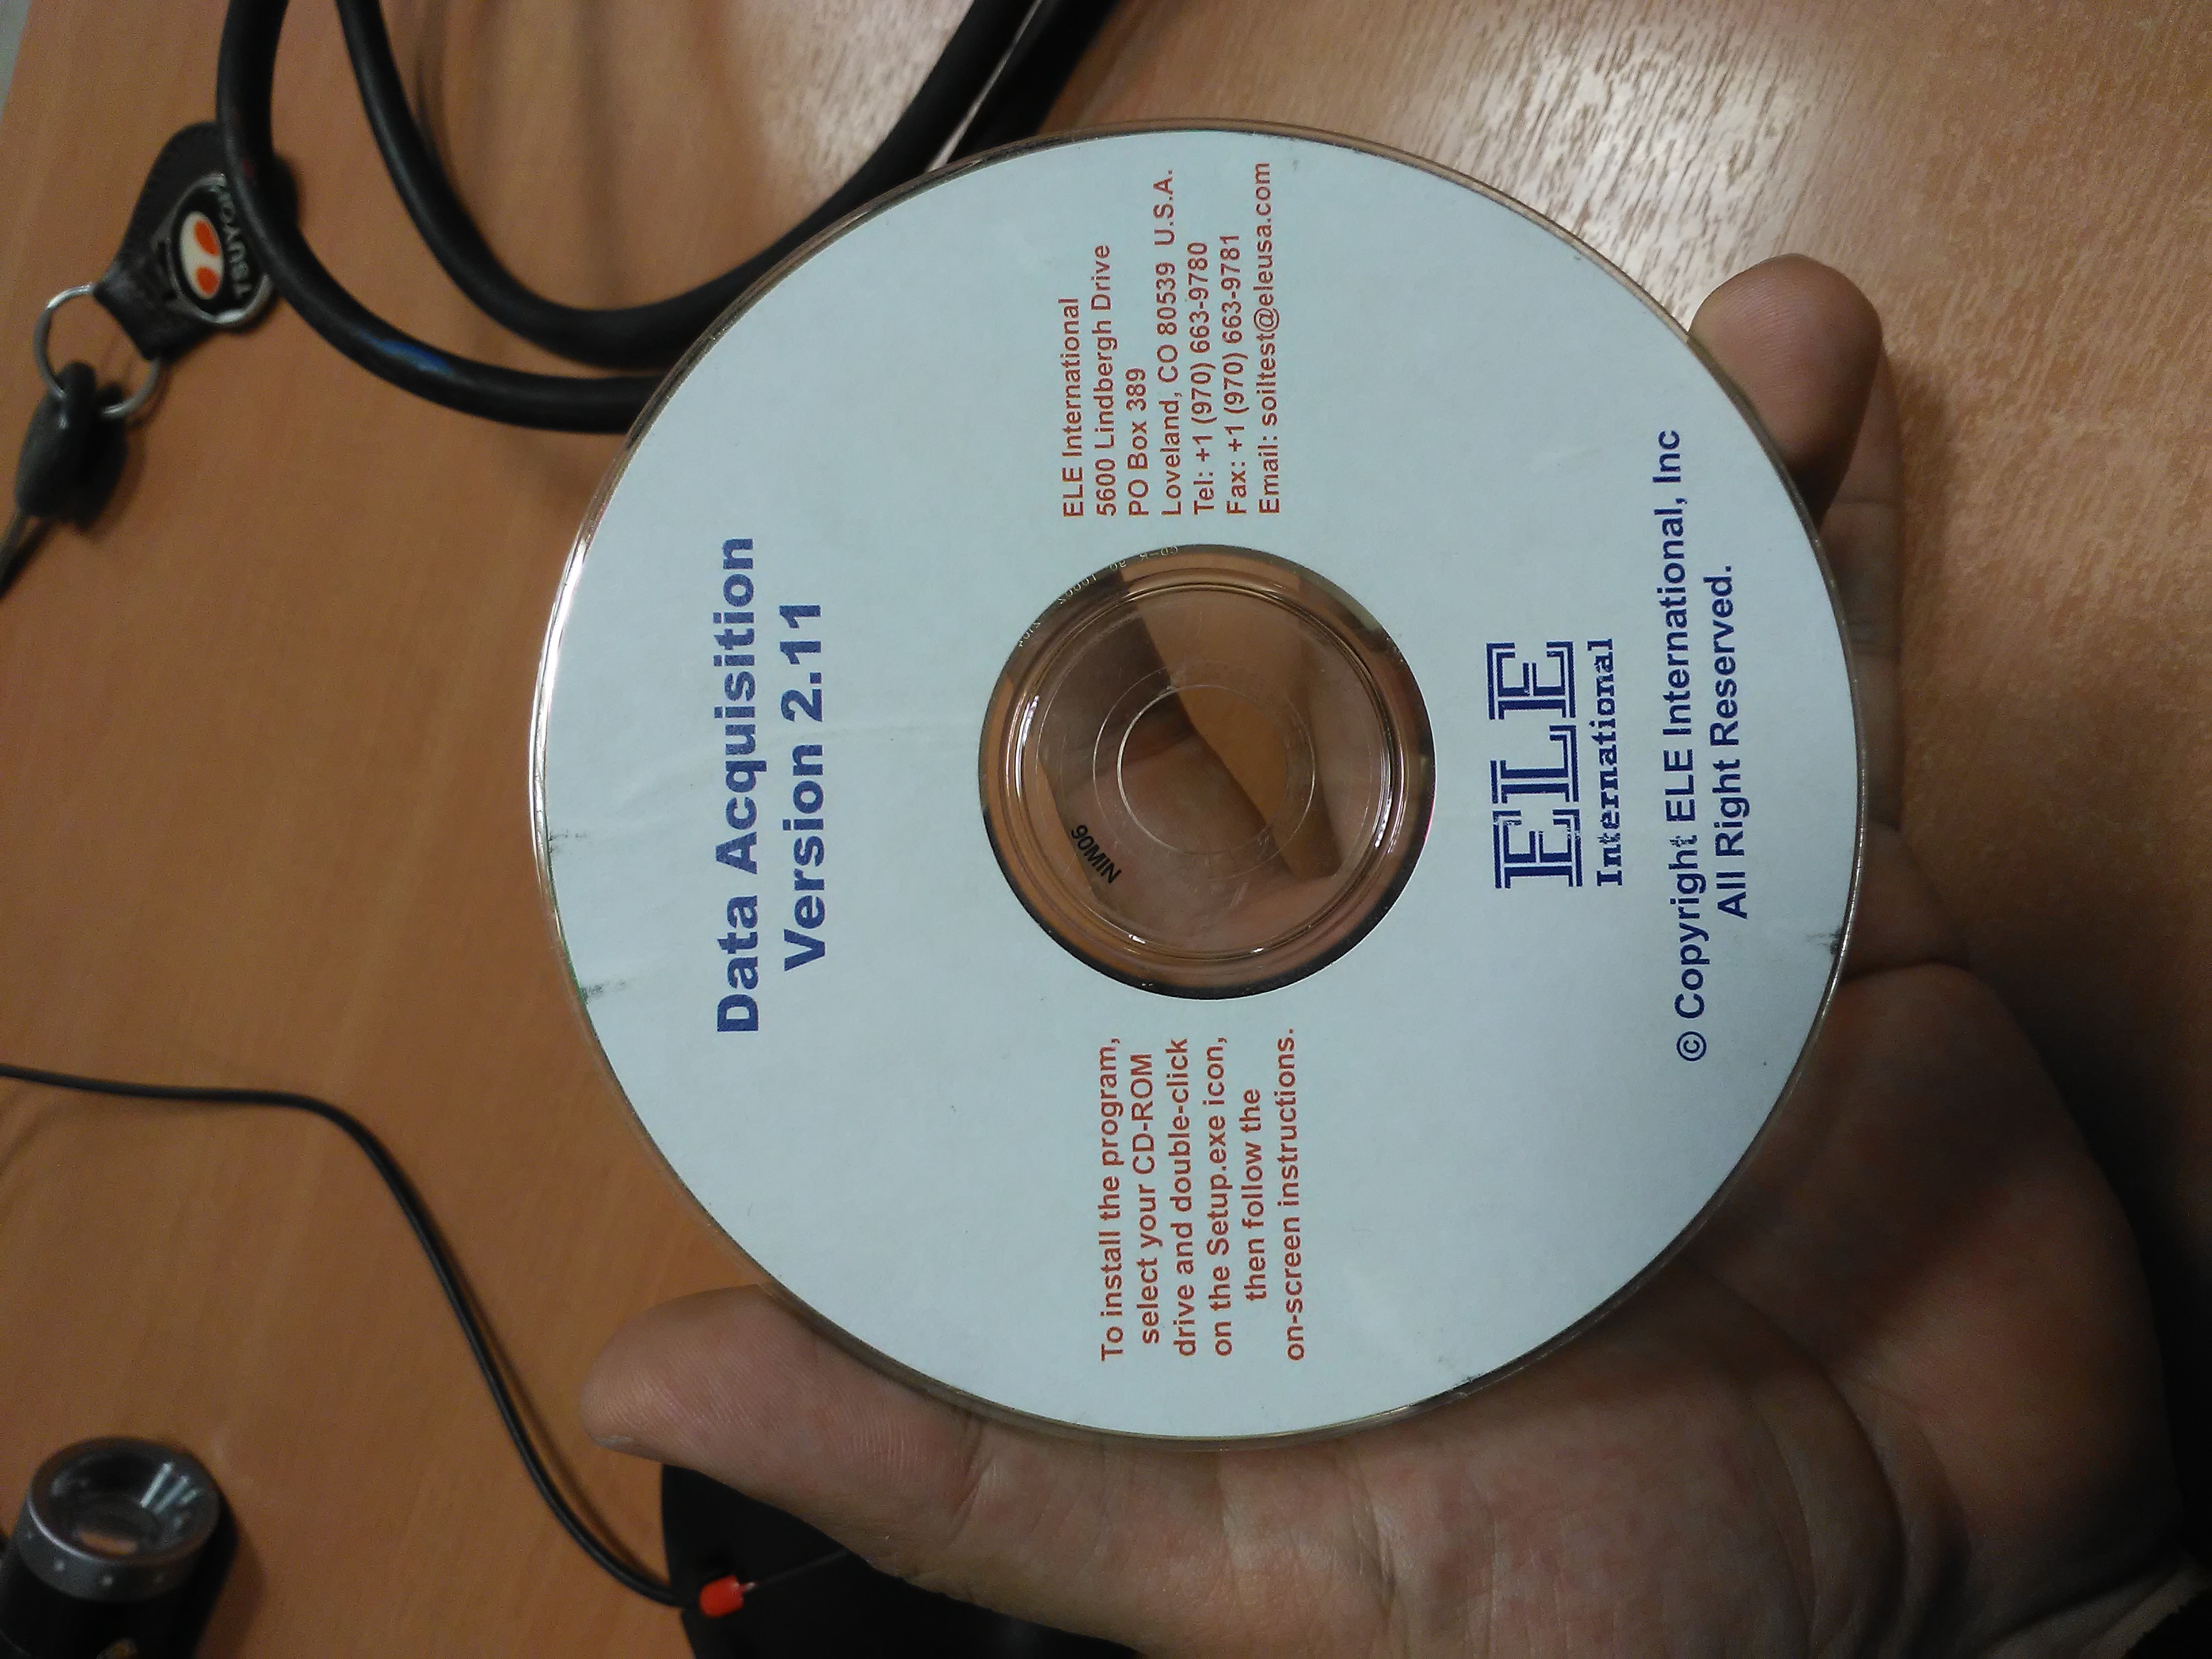 Data Acquisition
Version 2.11
To install the program,
select your CD-ROM
drive and double-click
on the Setup.exe icon,
then follow the
on-screen instructions.
ELE International
5600 Lindbergh Drive
PO Box 389
Loveland, CO 80539 U.S.A.
Tel: +1 (970) 663-9780
Fax: +1 (970) 663-9781
Email: soiltest@eleusa.com
90MIN
ELE
International
© Copyright ELE International, Inc
All Right Reserved.